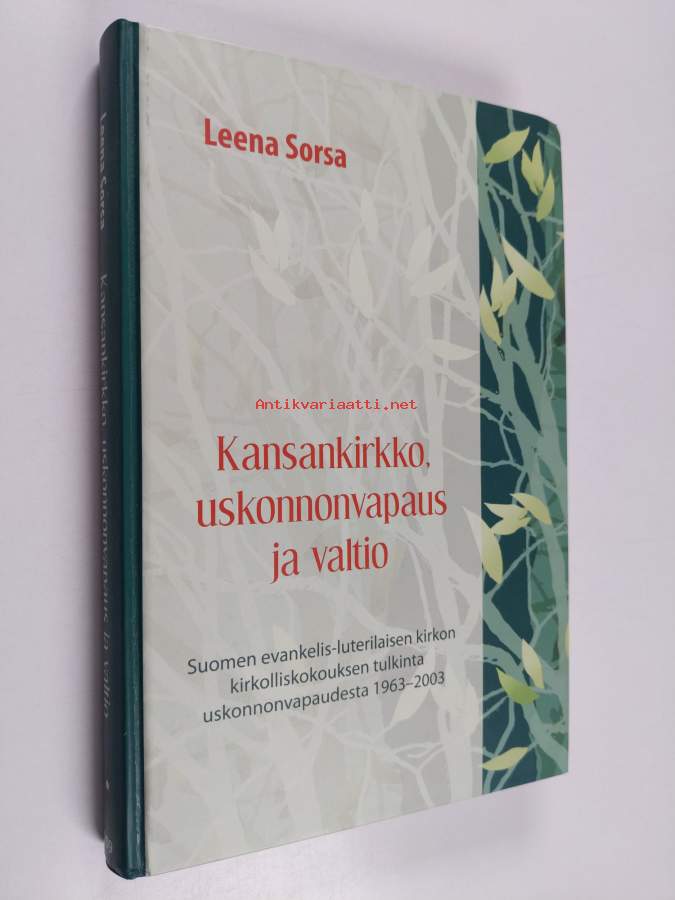 Leena Sorsa
Antikvariaatti.net
Kansankirkko,
uskonnonvapaus
ja valtio
Suomen evankelis-luterilaisen kirkon
kirkolliskokouksen tulkinta
uskonnonvapaudesta 1963–2003
Leena Sorsa Kansankirkko, uskonnonvapaus ja valtio